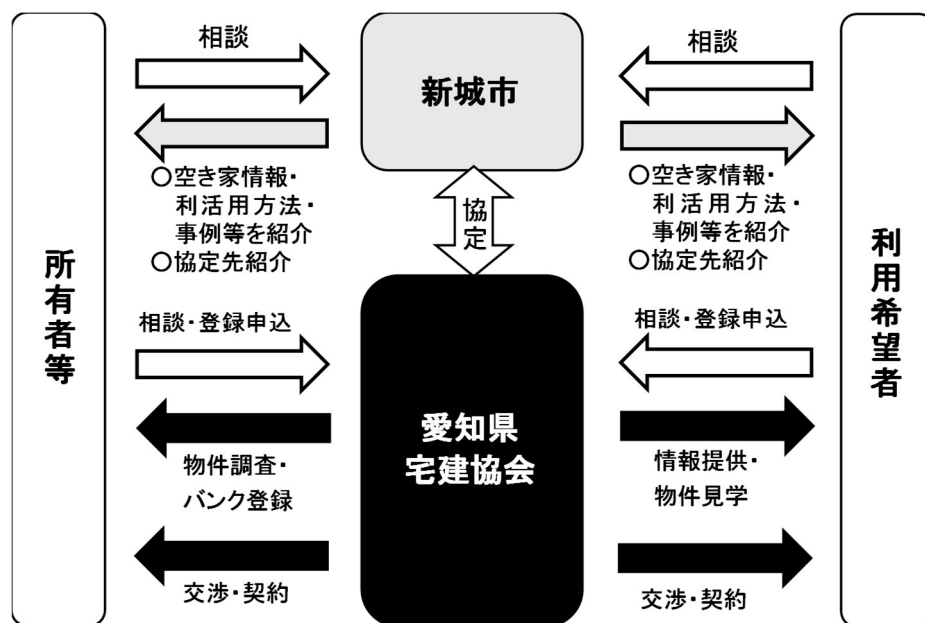 相談
新城市
相談
○空き家情報・
利活用方法・
事例等を紹介
○協定先紹介
協定
○空き家情報・
利活用方法・
事例等を紹介
○協定先紹介
所有者等
利用希望者
相談・登録申込
相談・登録申込
愛知県
宅建協会
物件調査・
バンク登録
情報提供・
物件見学
交渉・契約
交渉・契約